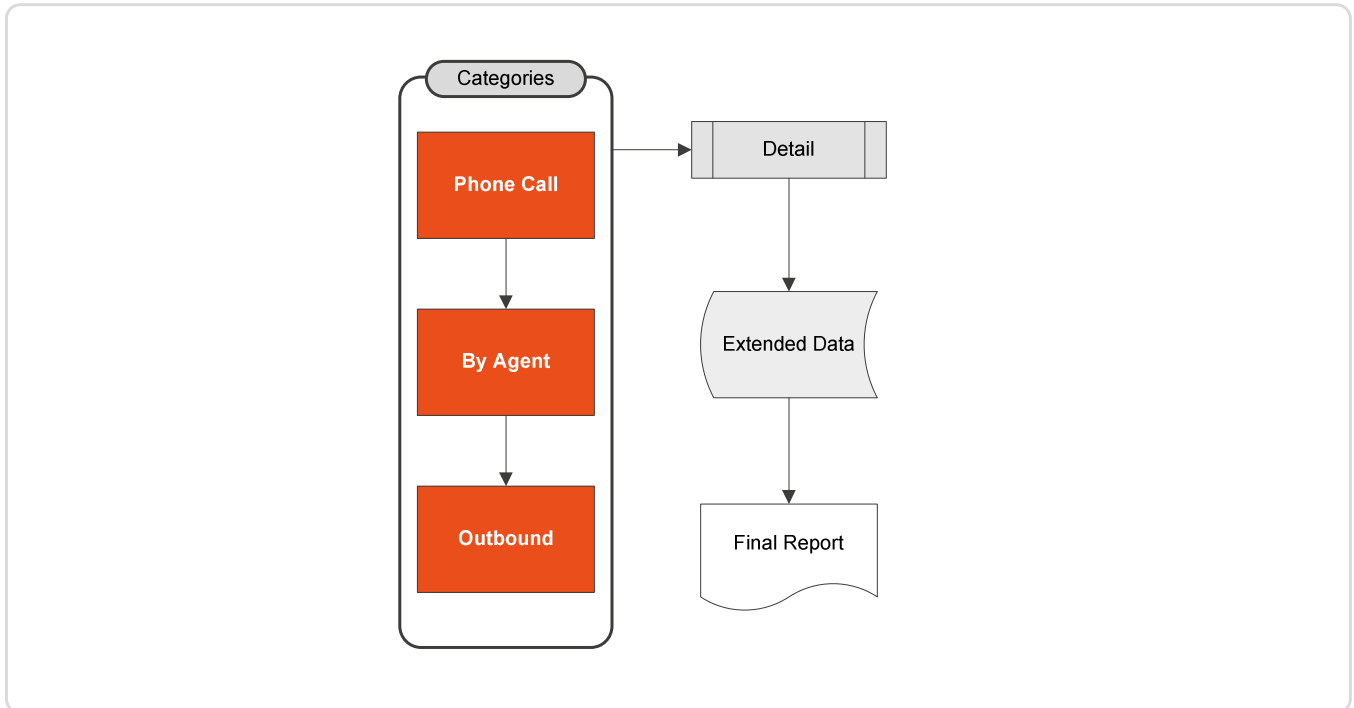 Categories
Phone Call
By Agent
Outbound
Detail
Extended Data
Final Report